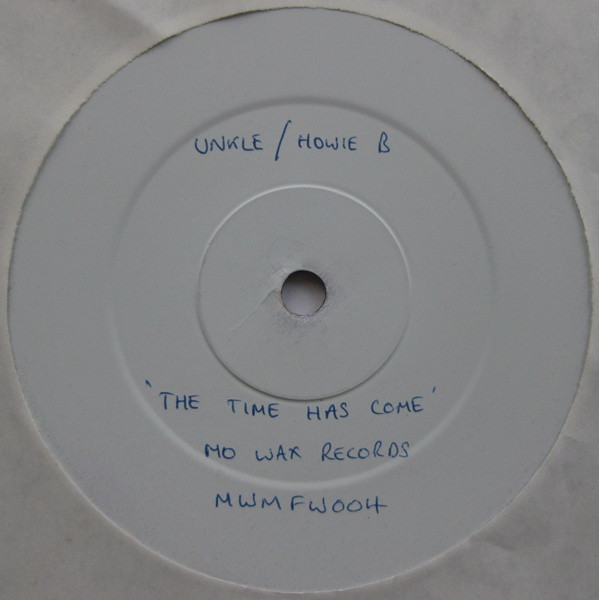 UNKLE / HOWIE B
'THE TIME HAS COME'
MO WAX RECORDS
MWMFW004